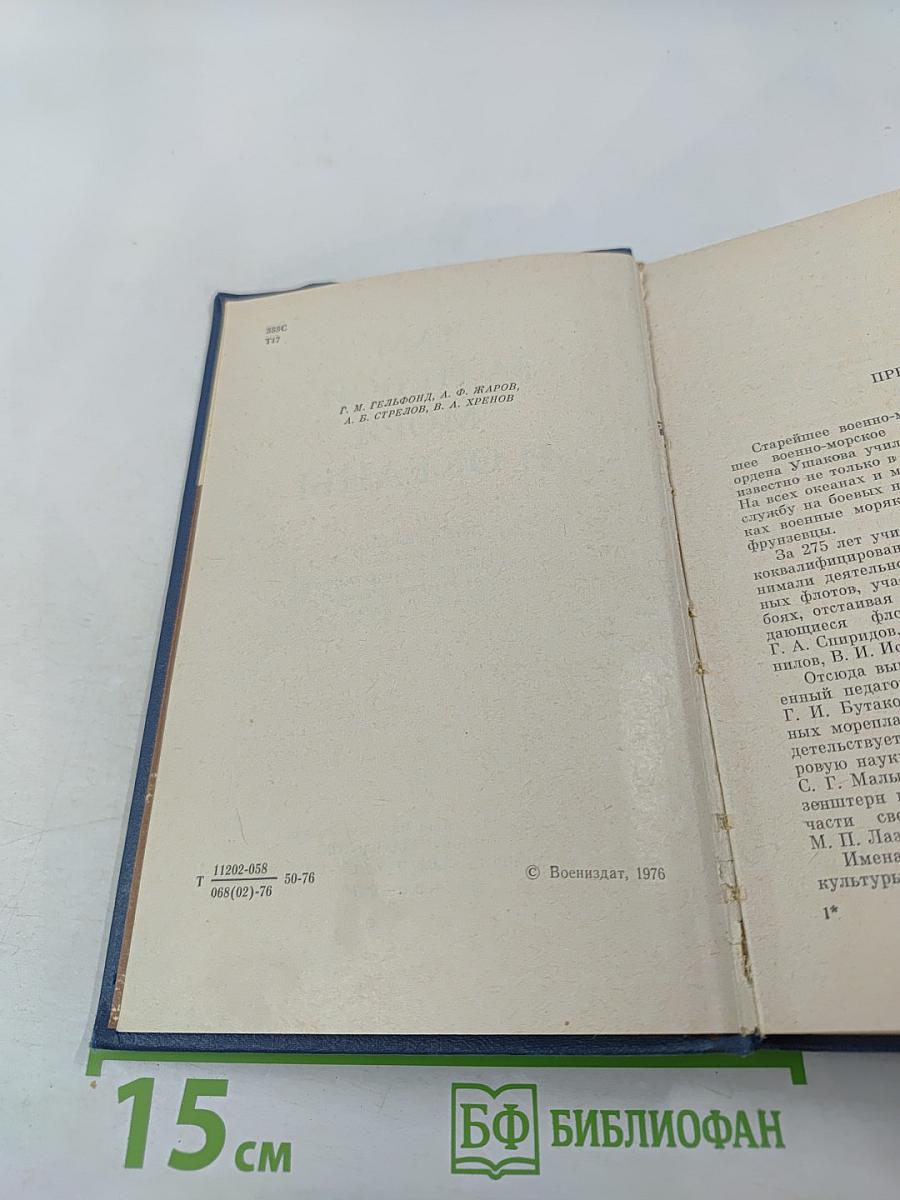 359С
Т17
Г. М. ГЕЛЬФОНД, А. Ф. ЖАРОВ,
А. Б. СТРЕЛОВ, В. А. ХРЕНОВ
Т 11202-058 50-76
068(02)-76
© Воениздат, 1976
ПРЕ
Старейшее военно-м
шее военно-морское
ордена Ушакова учил
известно не только в
На всех океанах и м
службу на боевых
ках военные моряк
фрунзевцы.
За 275 лет учи
коквалифицирован
нимали деятельно
ных флотов, уча
боях, отстаивая
дающиеся фло
Г. А. Спиридов,
нилов, В. И. Ис
Отсюда вы
енный педаго
Г. И. Бутако
ных морепла
детельствует
ровую наук
С. Г. Малы
зенштерн
части све
М. П. Лаз
Имена
культуры
1*
15 см
БФ БИБЛИОФАН